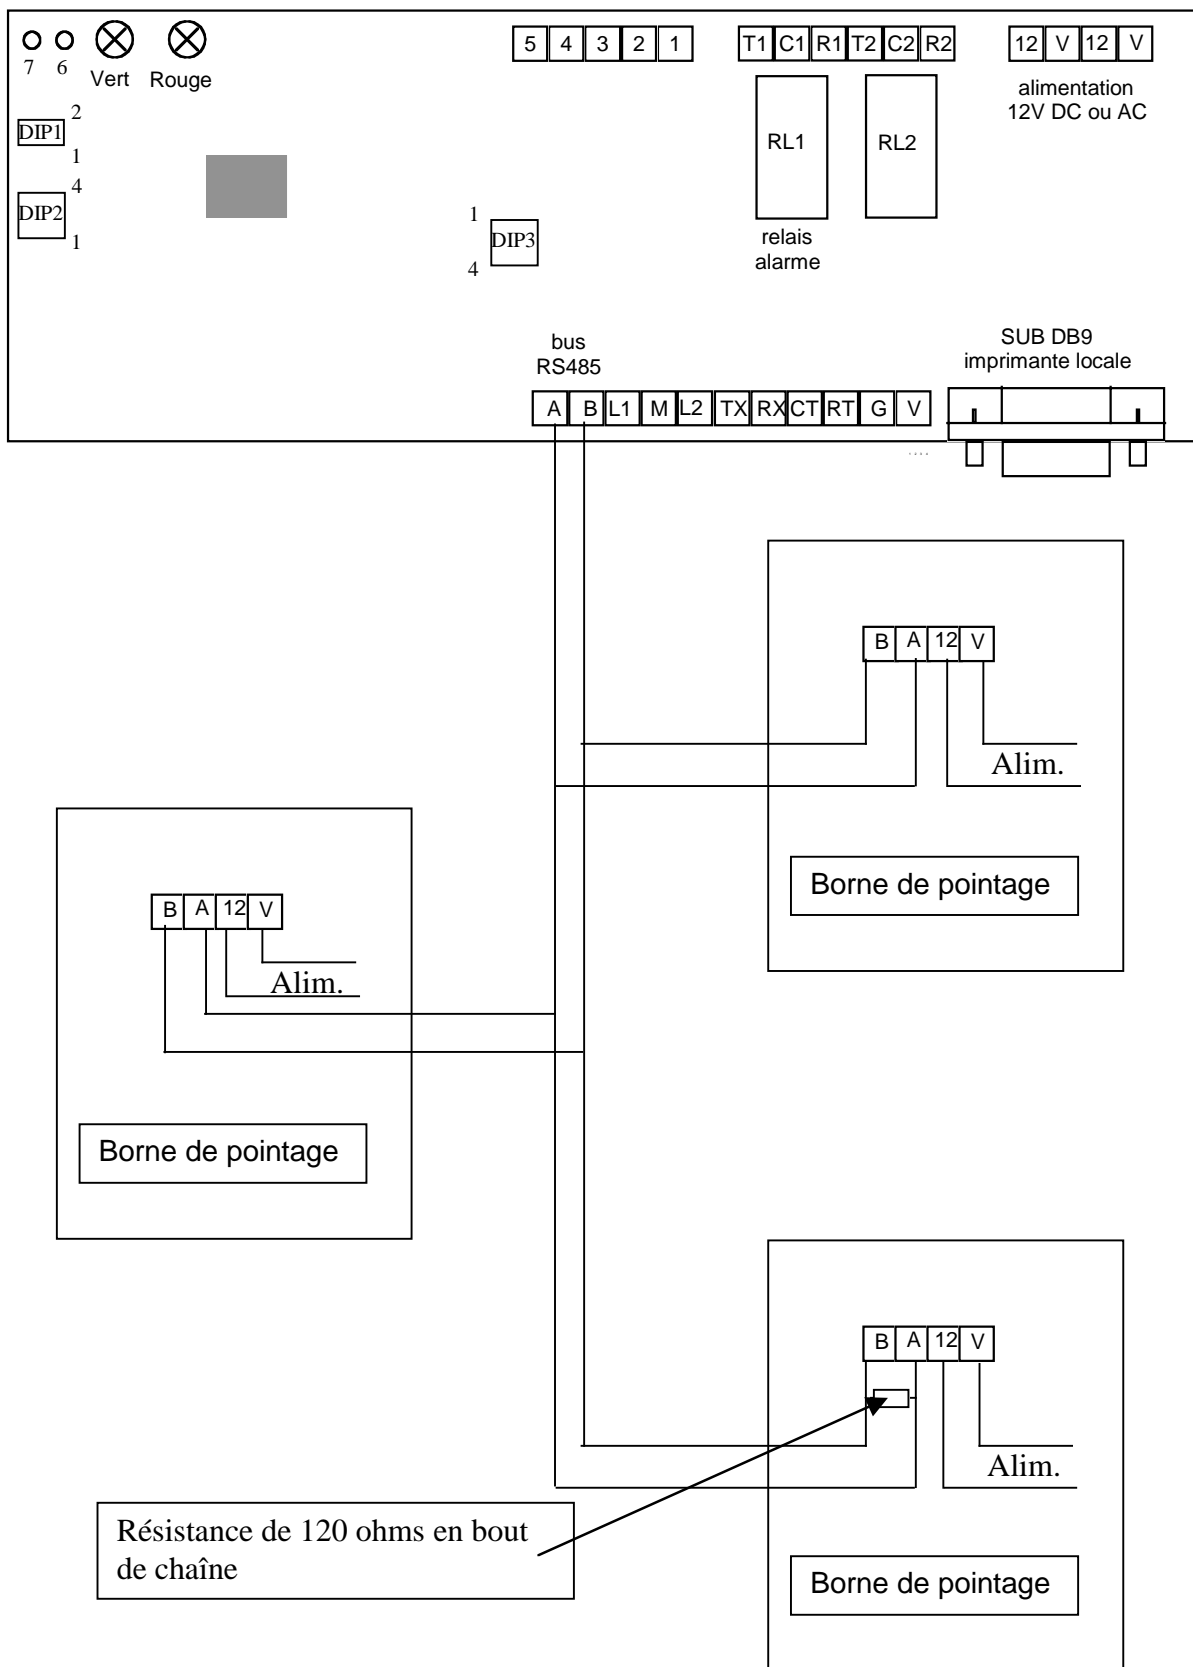 7 6 Vert Rouge
5 4 3 2 1
T1 C1 R1 T2 C2 R2
12 V 12 V
alimentation
12V DC ou AC
DIP1
2
1
DIP2
4
1
1
DIP3
4
RL1
RL2
relais
alarme
bus
RS485
SUB DB9
imprimante locale
A B L1 M L2 TX RX CT RT G V
....
B A 12 V
Alim.
Borne de pointage
B A 12 V
Alim.
Borne de pointage
B A 12 V
Alim.
Résistance de 120 ohms en bout
de chaîne
Borne de pointage